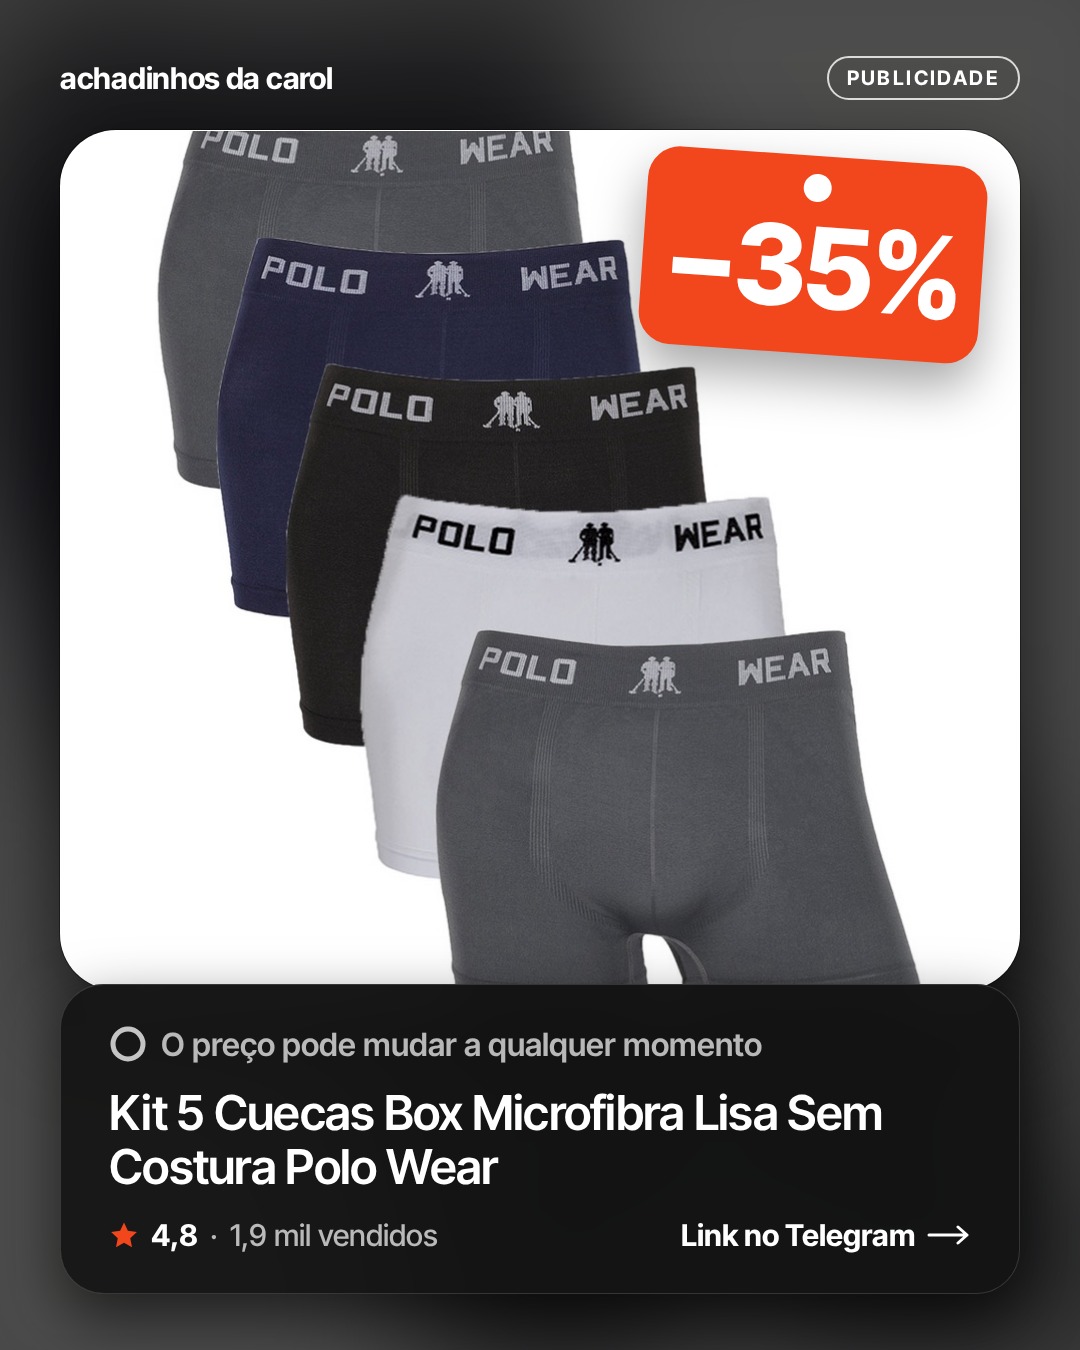 achadinhos da carol
PUBLICIDADE
POLO WEAR
-35%
POLO WEAR
POLO WEAR
POLO WEAR
POLO WEAR
O preço pode mudar a qualquer momento
Kit 5 Cuecas Box Microfibra Lisa Sem
Costura Polo Wear
4,8 · 1,9 mil vendidos
Link no Telegram →